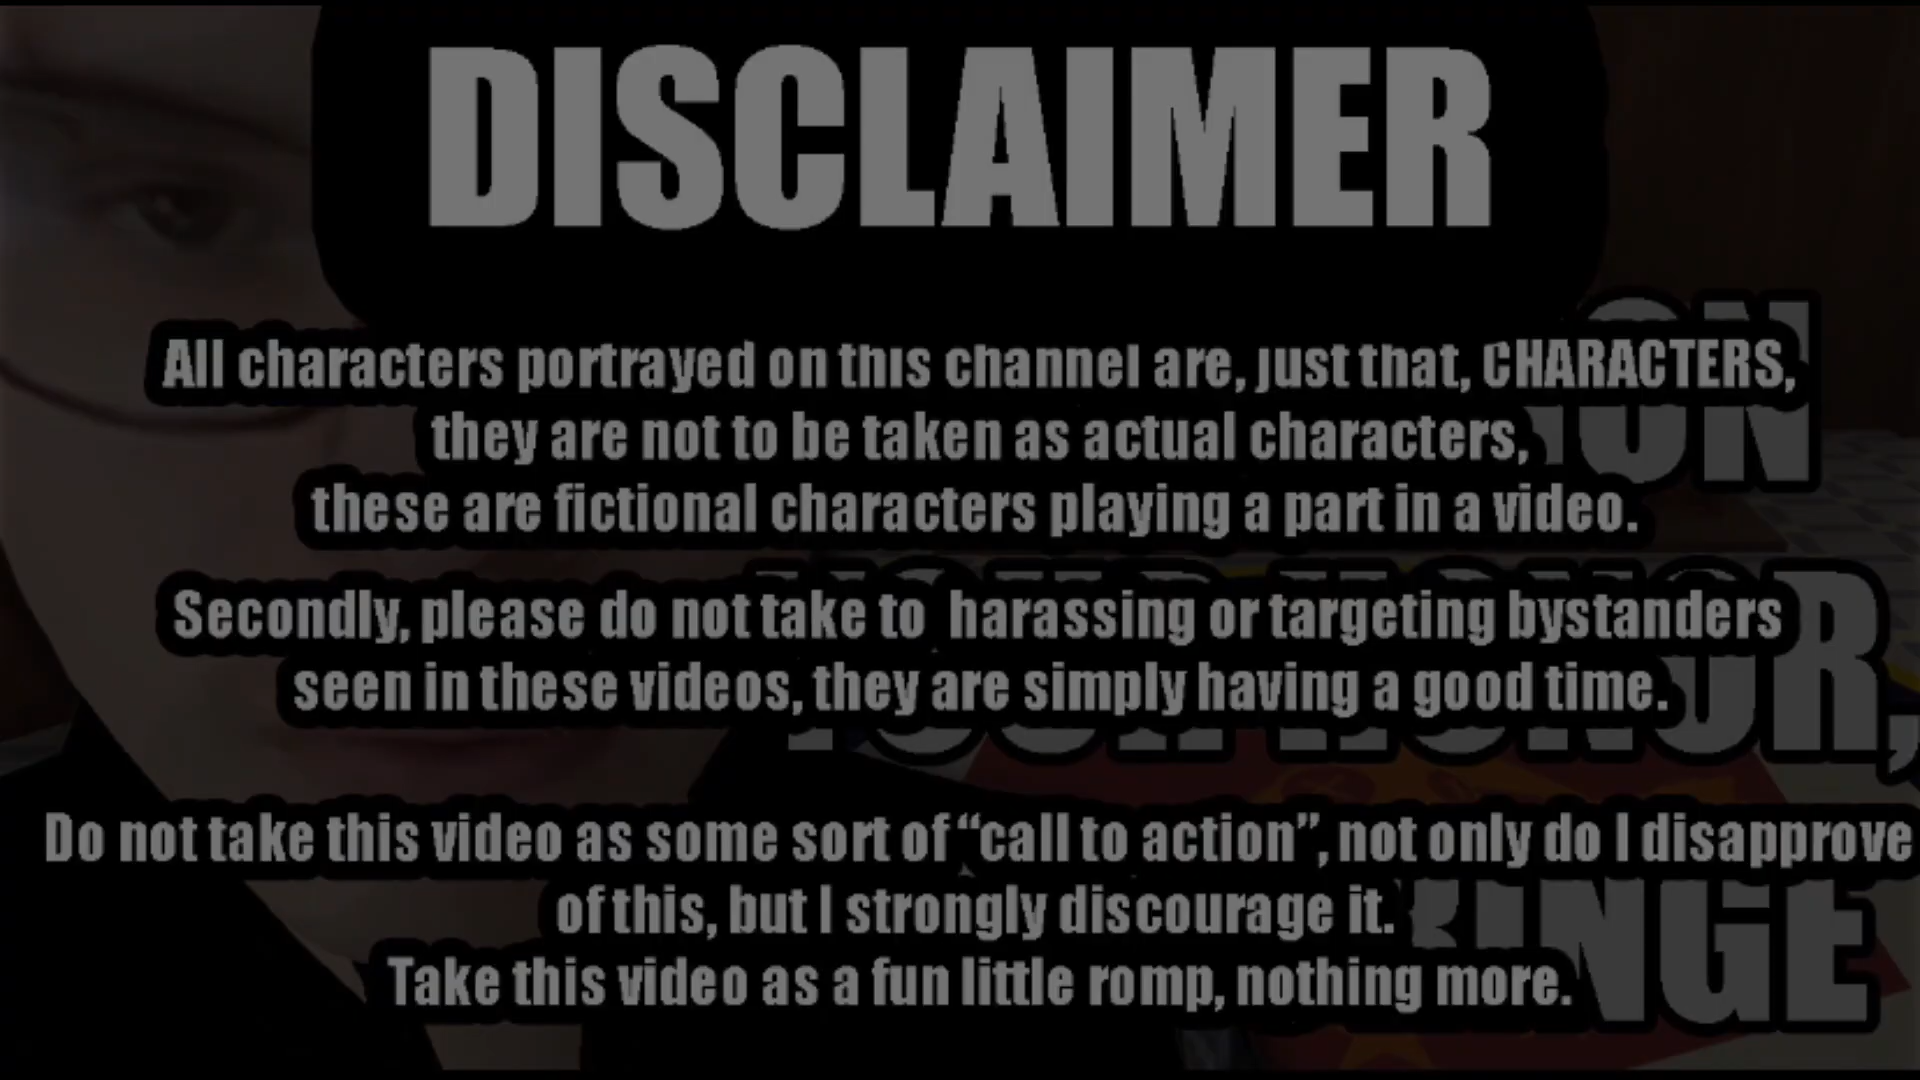 DISCLAIMER
All characters portrayed on this channel are, just that, CHARACTERS,
they are not to be taken as actual characters,
these are fictional characters playing a part in a video.
Secondly, please do not take to harassing or targeting bystanders
seen in these videos, they are simply having a good time.
YOUR HONOR,
Do not take this video as some sort of “call to action”, not only do I disapprove
of this, but I strongly discourage it.
Take this video as a fun little romp, nothing more.